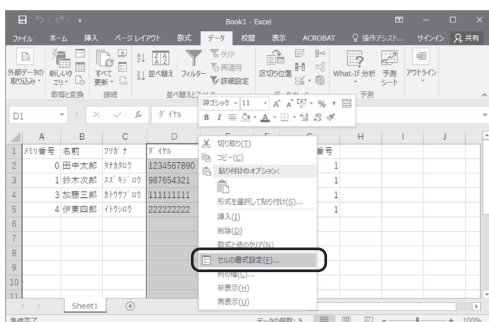 Book1 - Excel
ファイル ホーム 挿入 ページ レイアウト 数式 データ 校閲 表示 ACROBAT 操作アシスト... サインイン 共有
外部データの取り込み 新しいクエリ すべて更新 並べ替え フィルター クリア 再適用 詳細設定 区切り位置 What-If 分析 予測シート アウトライン
取得と変換 接続 並べ替えと 予測
游ゴシック 11 A A %
B I A
D1 ダイヤル
A B C D H I J
メモリ番号 名前 フリガナ ダイヤル 番号
1
2 0 田中太郎 タナカタロウ 1234567890 1
3 1 鈴木次郎 スズキジロウ 987654321 1
4 3 加藤三郎 カトウサブロウ 111111111 1
5 4 伊東四郎 イトウシロウ 222222222 1
6
7
8
9
10
11
切り取り(T)
コピー(C)
貼り付けのオプション:
形式を選択して貼り付け(S)...
挿入(I)
削除(D)
数式と値のクリア(N)
セルの書式設定(F)...
列の幅(C)...
非表示(H)
再表示(U)
Sheet1
準備完了 データの個数: 5 100%